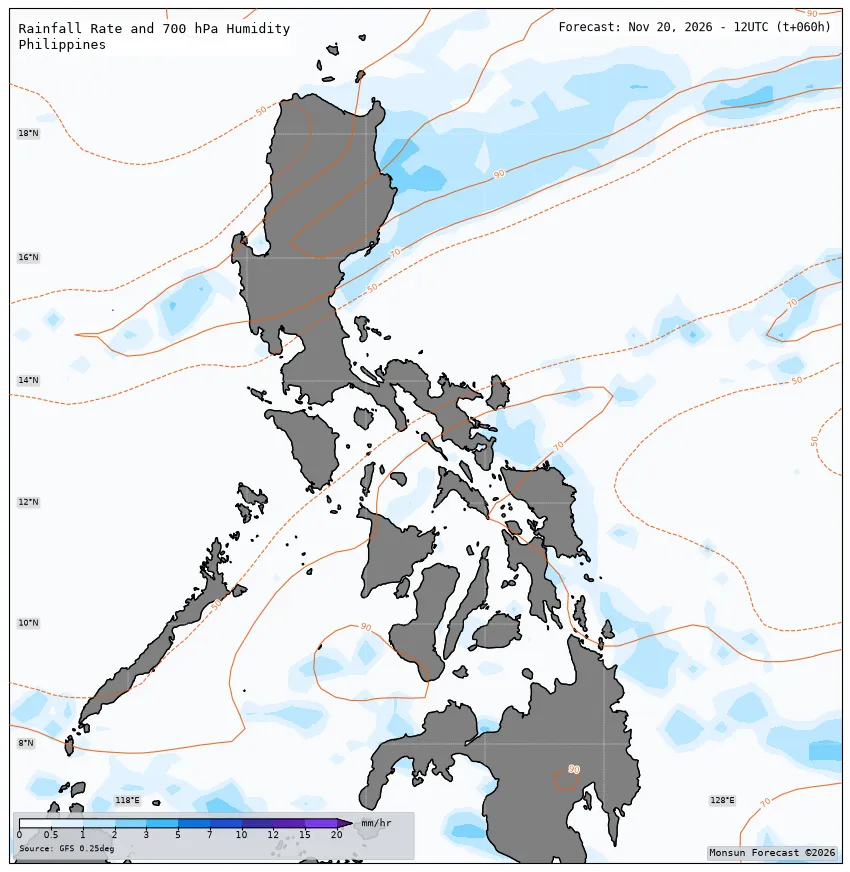 Rainfall Rate and 700 hPa Humidity
Philippines
Forecast: Nov 20, 2026 - 12UTC (t+060h)
90
50
18°N
90
70
16°N
50
70
14°N
50
50
70
12°N
50
10°N
90
8°N
90
118°E
128°E
70
0 0.5 1 2 3 5 7 10 12 15 20 mm/hr
Source: GFS 0.25deg
Monsun Forecast ©2026